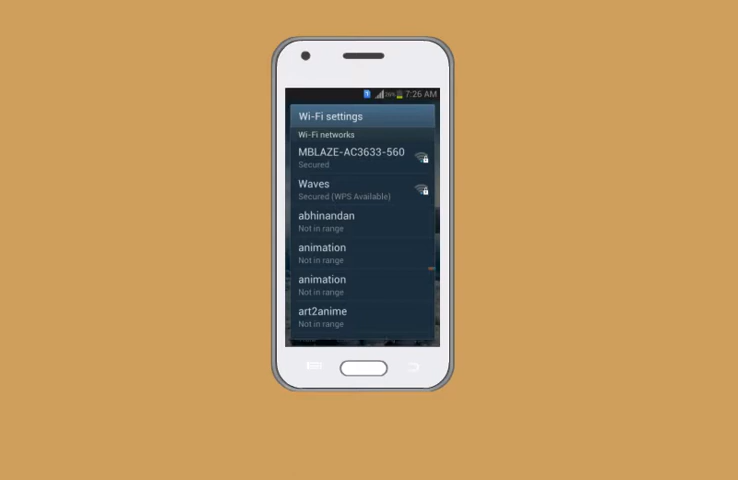 26% 7:26 AM
Wi-Fi settings
Wi-Fi networks
MBLAZE-AC3633-560
Secured
Waves
Secured (WPS Available)
abhinandan
Not in range
animation
Not in range
animation
Not in range
art2anime
Not in range